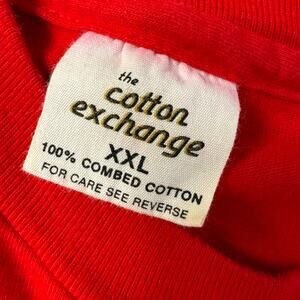 the
cotton
exchange
XXL
100% COMBED COTTON
FOR CARE SEE REVERSE